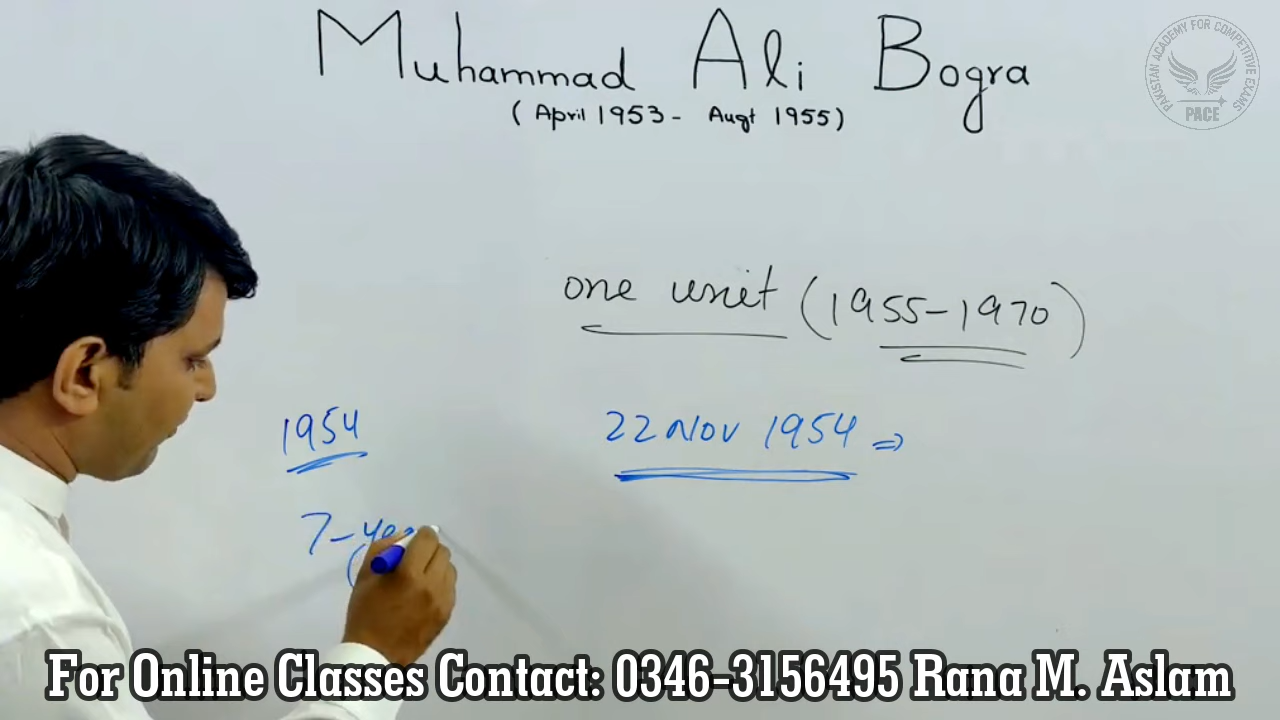 Muhammad Ali Bogra
(April 1953 - Augt 1955)
PAKISTAN ACADEMY FOR COMPETITIVE EXAMS
PACE
one unit (1955-1970)
1954
22 Nov 1954 ⇒
7-yea
For Online Classes Contact: 0346-3156495 Rana M. Aslam